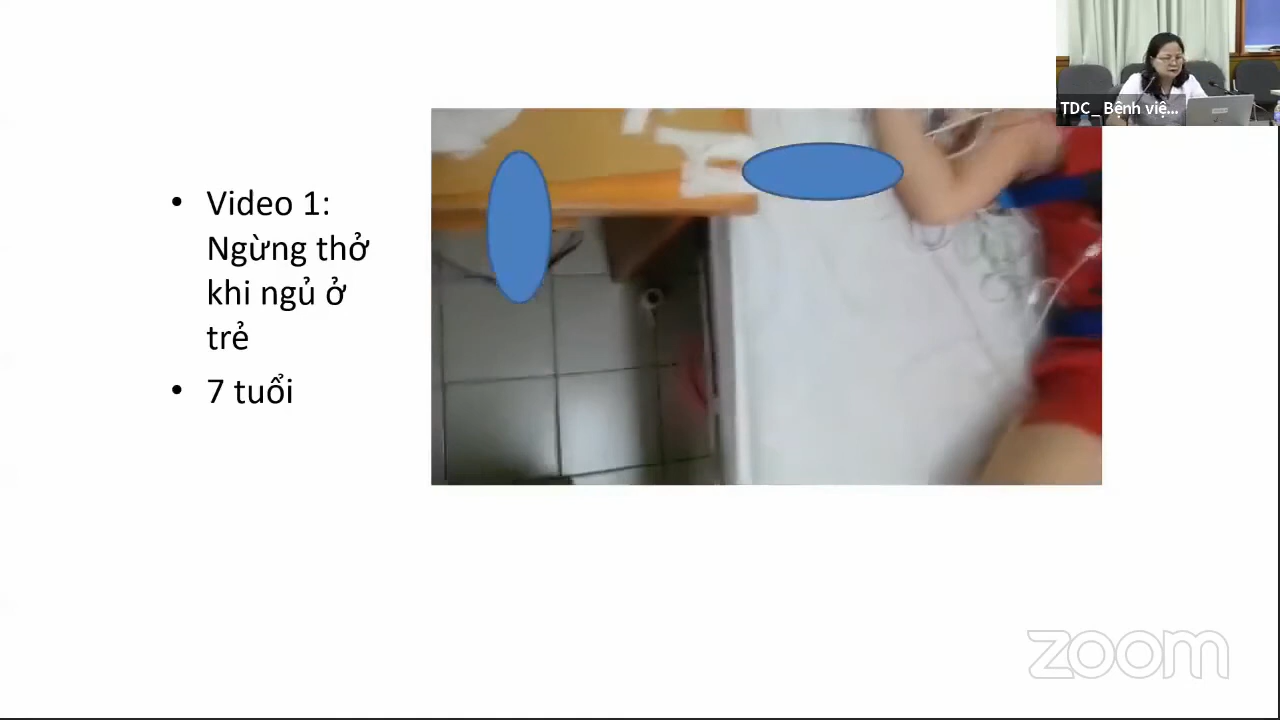 TDC_ Bệnh việ...
• Video 1:
Ngừng thở
khi ngủ ở
trẻ
• 7 tuổi
zoom